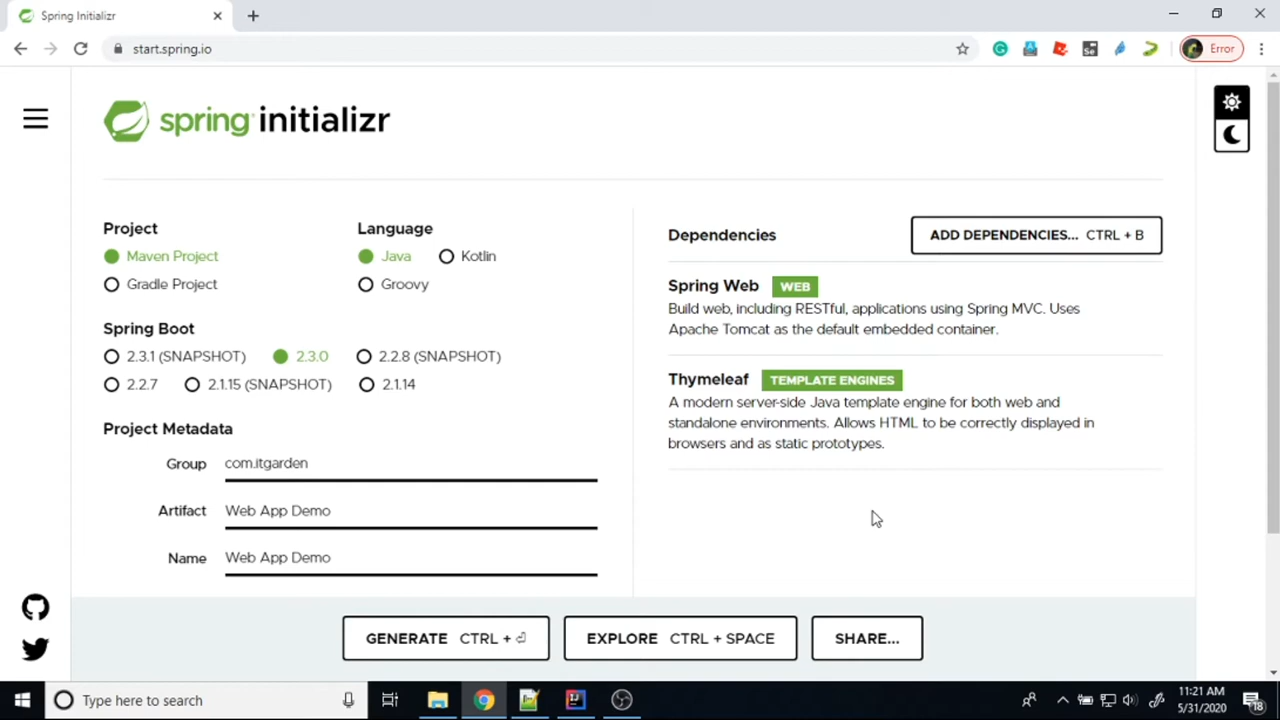 Spring Initializr
start.spring.io
Error
spring initializr
Project
Language
Maven Project
Java
Kotlin
Gradle Project
Groovy
Dependencies
ADD DEPENDENCIES... CTRL + B
Spring Web WEB
Build web, including RESTful, applications using Spring MVC. Uses
Apache Tomcat as the default embedded container.
Spring Boot
2.3.1 (SNAPSHOT)
2.3.0
2.2.8 (SNAPSHOT)
2.2.7
2.1.15 (SNAPSHOT)
2.1.14
Thymeleaf TEMPLATE ENGINES
A modern server-side Java template engine for both web and
standalone environments. Allows HTML to be correctly displayed in
browsers and as static prototypes.
Project Metadata
Group com.itgarden
Artifact Web App Demo
Name Web App Demo
GENERATE CTRL + ⏎
EXPLORE CTRL + SPACE
SHARE...
Type here to search
11:21 AM
5/31/2020
18